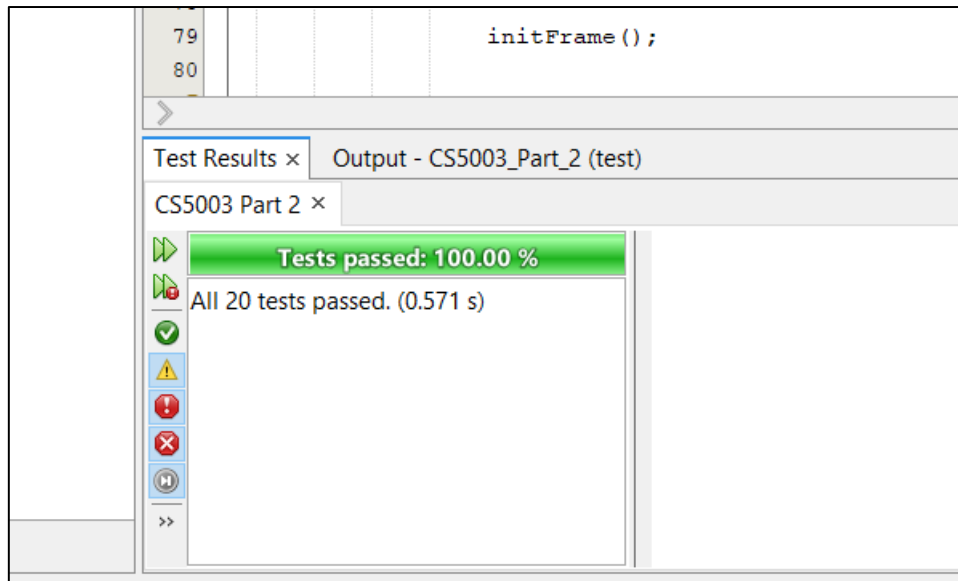 79 initFrame();
80
Test Results × Output - CS5003_Part_2 (test)
CS5003 Part 2 ×
Tests passed: 100.00 %
All 20 tests passed. (0.571 s)